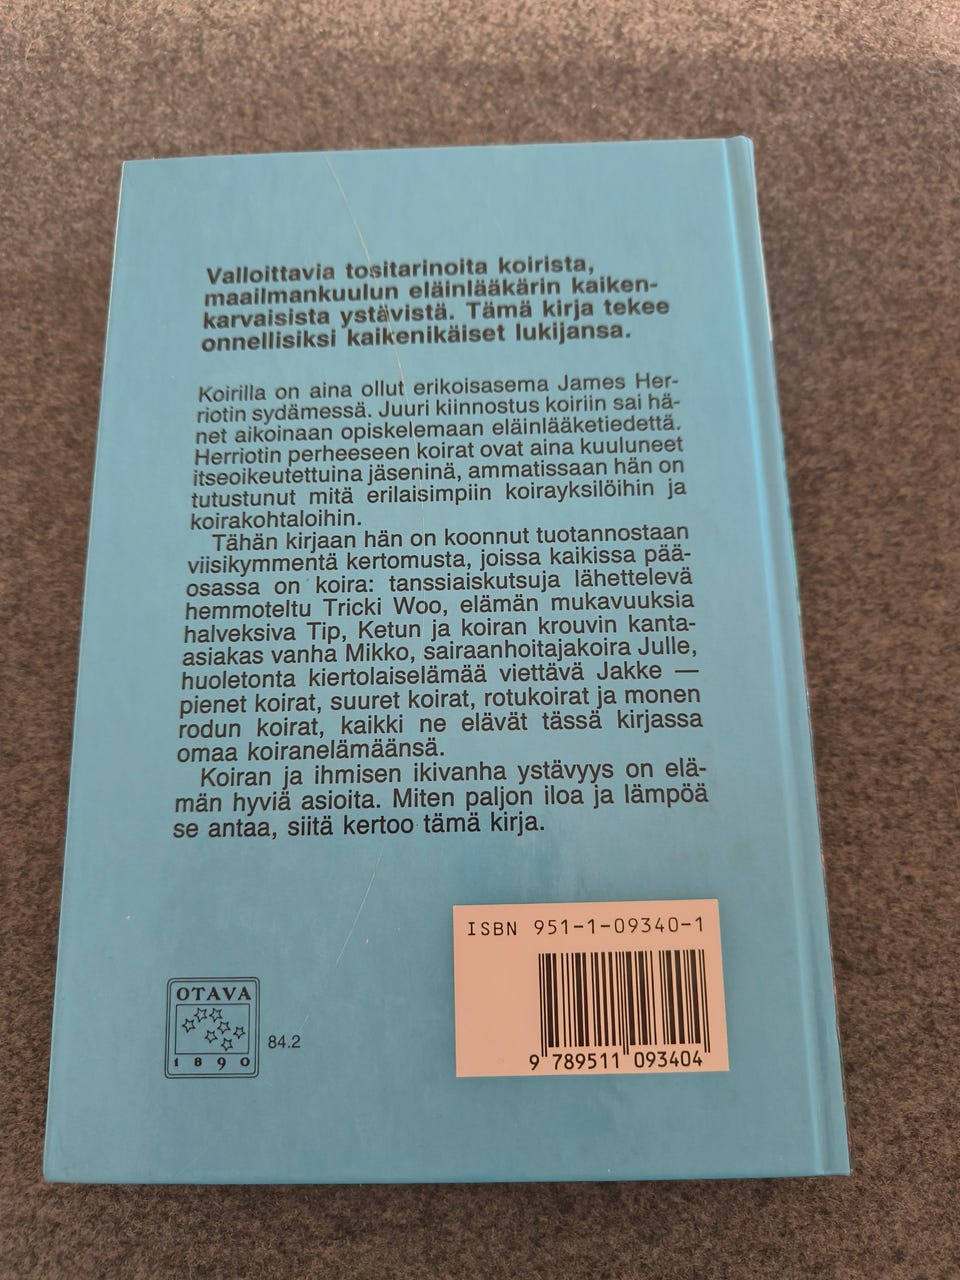 Valloittavia tositarinoita koirista,
maailmankuulun eläinlääkärin kaiken-
karvaisista ystävistä. Tämä kirja tekee
onnellisiksi kaikenikäiset lukijansa.
Koirilla on aina ollut erikoisasema James Her-
riotin sydämessä. Juuri kiinnostus koiriin sai hä-
net aikoinaan opiskelemaan eläinlääketiedettä.
Herriotin perheeseen koirat ovat aina kuuluneet
itseoikeutettuina jäseninä, ammatissaan hän on
tutustunut mitä erilaisimpiin koirayksilöihin ja
koirakohtaloihin.
Tähän kirjaan hän on koonnut tuotannostaan
viisikymmentä kertomusta, joissa kaikissa pää-
osassa on koira: tanssiaiskutsuja lähettelevä
hemmoteltu Tricki Woo, elämän mukavuuksia
halveksiva Tip, Ketun ja koiran krouvin kanta-
asiakas vanha Mikko, sairaanhoitajakoira Julle,
huoletonta kiertolaiselämää viettävä Jakke —
pienet koirat, suuret koirat, rotukoirat ja monen
rodun koirat, kaikki ne elävät tässä kirjassa
omaa koiranelämäänsä.
Koiran ja ihmisen ikivanha ystävyys on elä-
män hyviä asioita. Miten paljon iloa ja lämpöä
se antaa, siitä kertoo tämä kirja.
ISBN 951-1-09340-1
9 789511 093404
OTAVA
1890
84.2